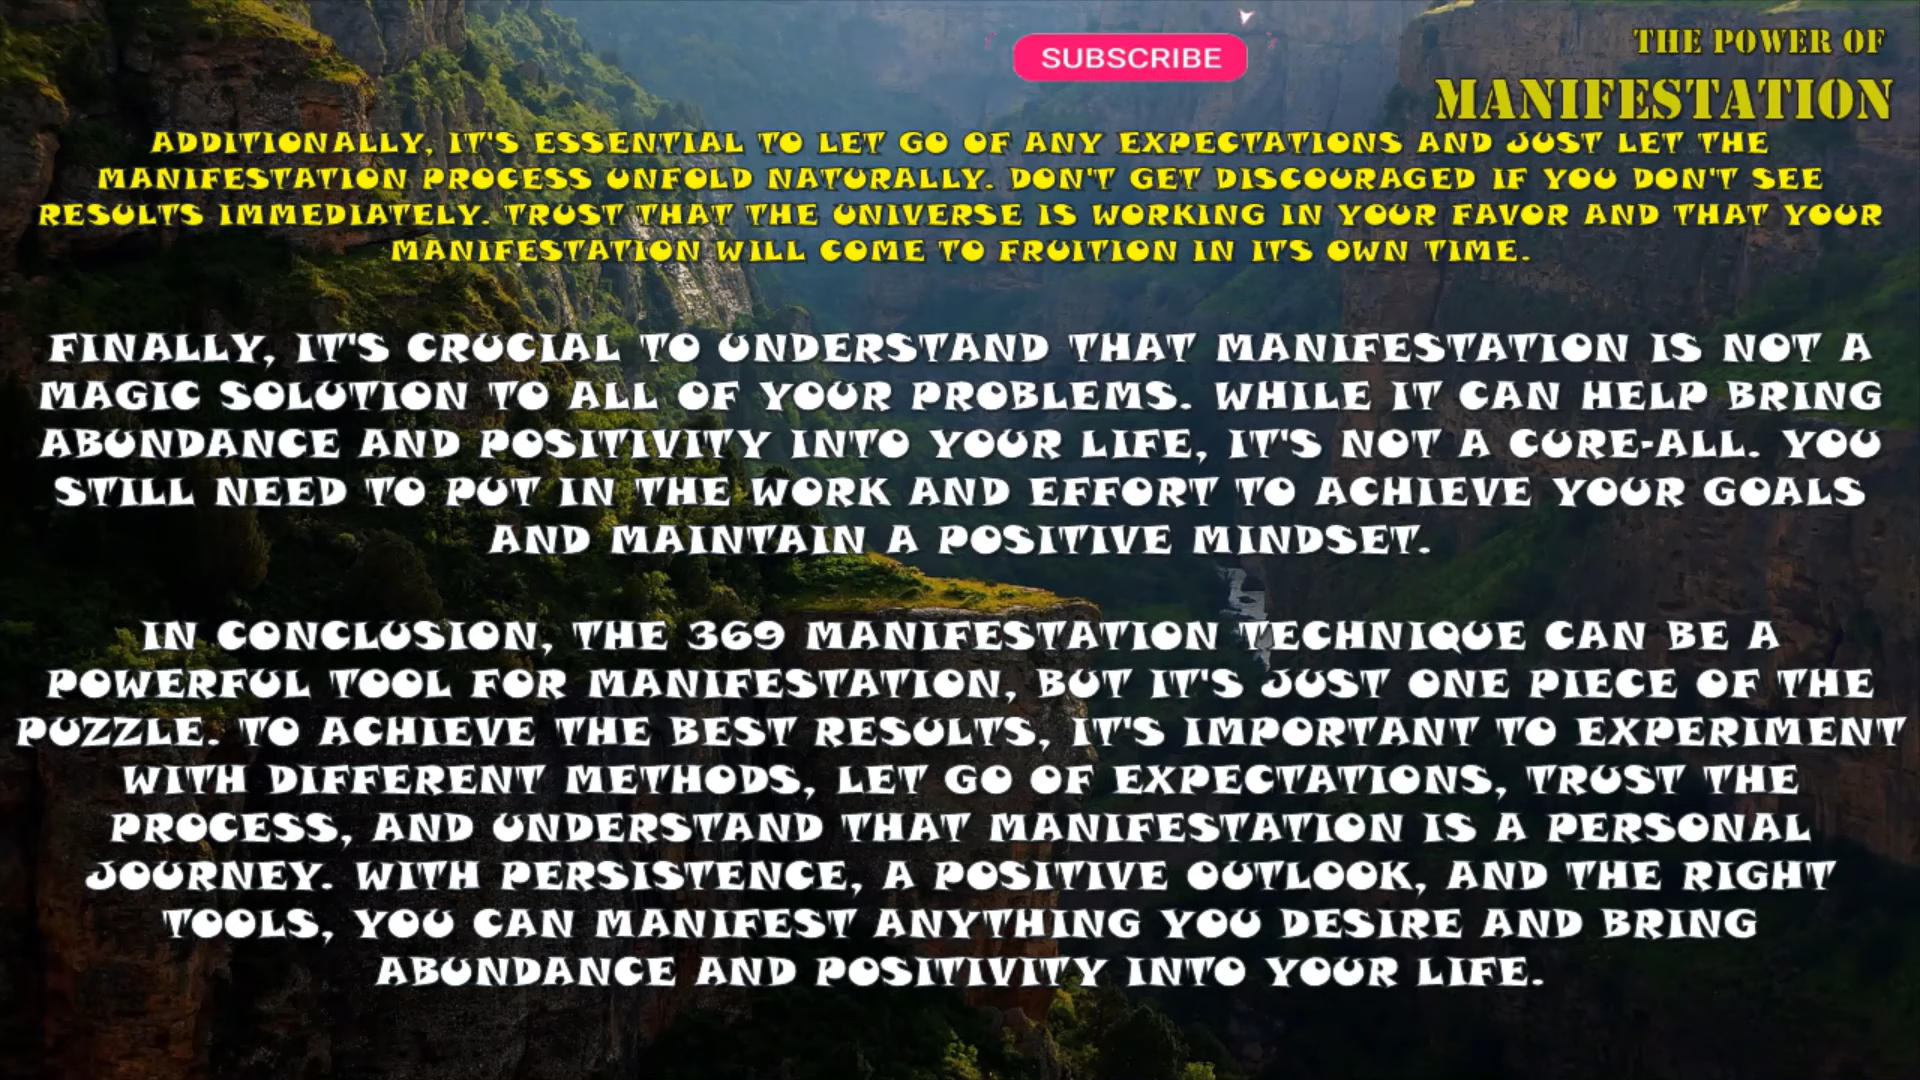 SUBSCRIBE
THE POWER OF
MANIFESTATION
ADDITIONALLY, IT'S ESSENTIAL TO LET GO OF ANY EXPECTATIONS AND JUST LET THE
MANIFESTATION PROCESS UNFOLD NATURALLY. DON'T GET DISCOURAGED IF YOU DON'T SEE
RESULTS IMMEDIATELY. TRUST THAT THE UNIVERSE IS WORKING IN YOUR FAVOR AND THAT YOUR
MANIFESTATION WILL COME TO FRUITION IN ITS OWN TIME.
FINALLY, IT'S CRUCIAL TO UNDERSTAND THAT MANIFESTATION IS NOT A
MAGIC SOLUTION TO ALL OF YOUR PROBLEMS. WHILE IT CAN HELP BRING
ABUNDANCE AND POSITIVITY INTO YOUR LIFE, IT'S NOT A CURE-ALL. YOU
STILL NEED TO PUT IN THE WORK AND EFFORT TO ACHIEVE YOUR GOALS
AND MAINTAIN A POSITIVE MINDSET.
IN CONCLUSION, THE 369 MANIFESTATION TECHNIQUE CAN BE A
POWERFUL TOOL FOR MANIFESTATION, BUT IT'S JUST ONE PIECE OF THE
PUZZLE. TO ACHIEVE THE BEST RESULTS, IT'S IMPORTANT TO EXPERIMENT
WITH DIFFERENT METHODS, LET GO OF EXPECTATIONS, TRUST THE
PROCESS, AND UNDERSTAND THAT MANIFESTATION IS A PERSONAL
JOURNEY. WITH PERSISTENCE, A POSITIVE OUTLOOK, AND THE RIGHT
TOOLS, YOU CAN MANIFEST ANYTHING YOU DESIRE AND BRING
ABUNDANCE AND POSITIVITY INTO YOUR LIFE.